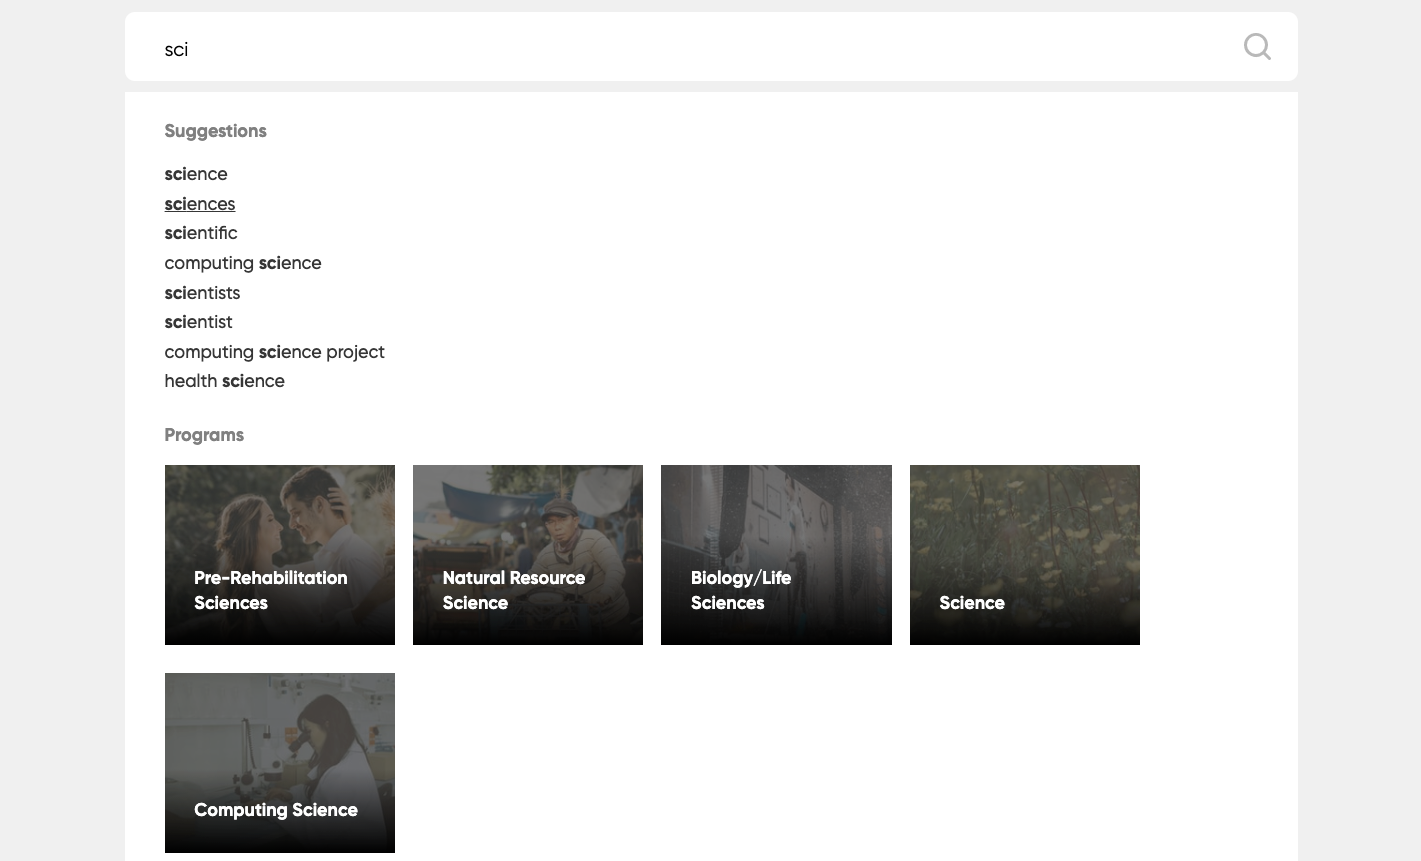 sci
Suggestions
science
sciences
scientific
computing science
scientists
scientist
computing science project
health science
Programs
Pre-Rehabilitation
Sciences
Natural Resource
Science
Biology/Life
Sciences
Science
Computing Science